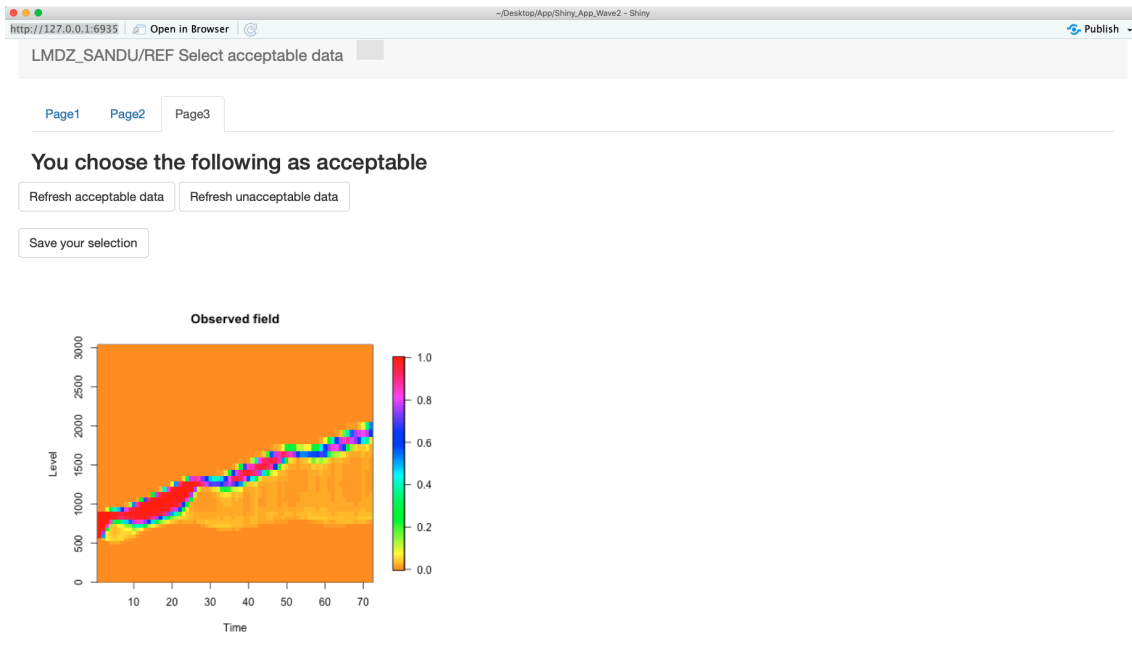 ~/Desktop/App/Shiny_App_Wave2 - Shiny
http://127.0.0.1:6935 Open in Browser Publish
LMDZ_SANDU/REF Select acceptable data
Page1 Page2 Page3
You choose the following as acceptable
Refresh acceptable data Refresh unacceptable data
Save your selection
Observed field
3000
2500
2000
1500
1000
500
0
Level
10 20 30 40 50 60 70
Time
1.0
0.8
0.6
0.4
0.2
0.0